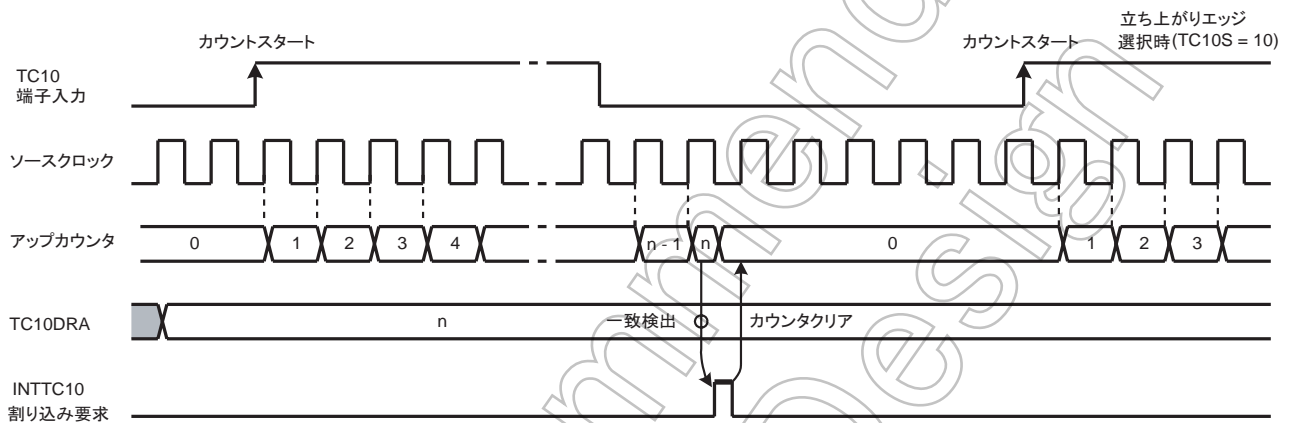 立ち上がりエッジ
カウントスタート
カウントスタート
選択時(TC10S = 10)
TC10
端子入力
ソースクロック
アップカウンタ
0
1
2
3
4
n - 1
n
0
1
2
3
TC10DRA
n
一致検出
カウンタクリア
INTTC10
割り込み要求